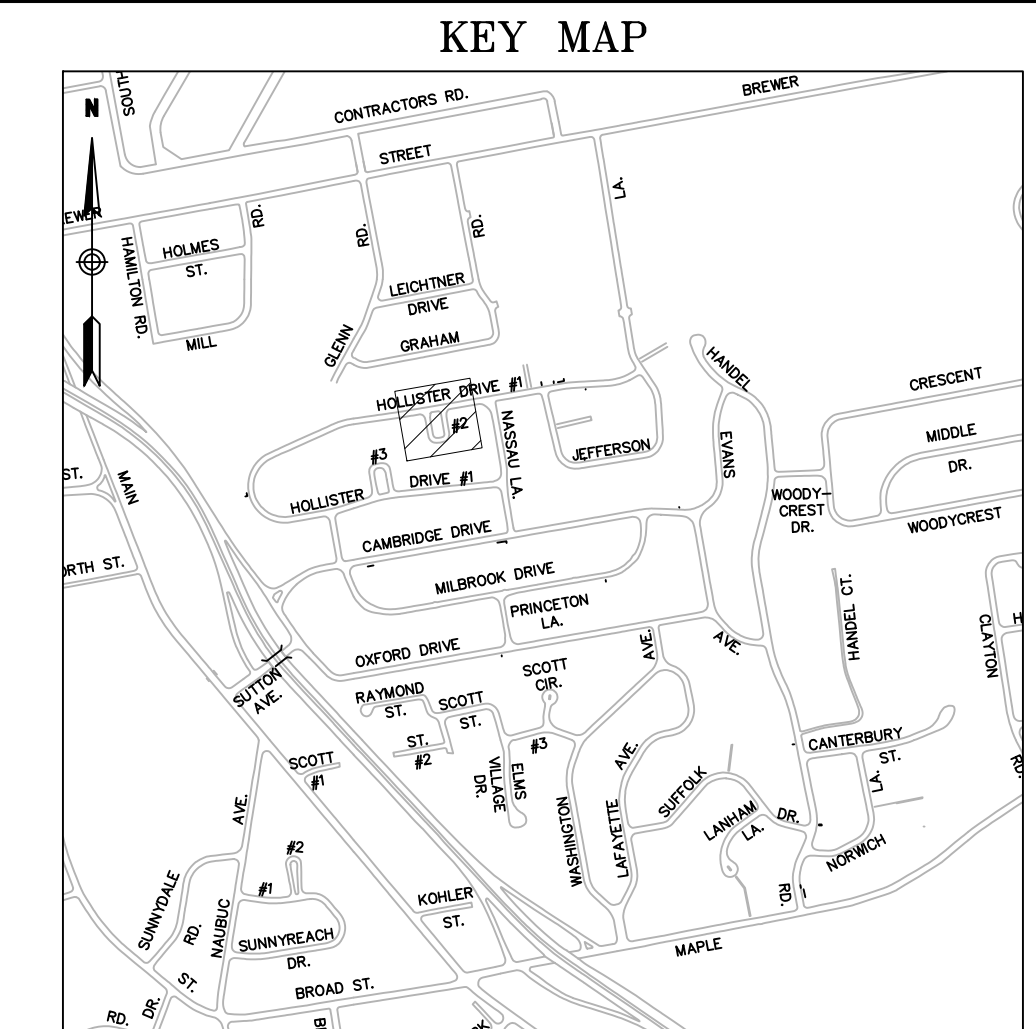 KEY MAP
SOUTH
N
CONTRACTORS RD.
BREWER
STREET
LA.
EWER
RD.
RD.
RD.
HAMILTON RD.
HOLMES
ST.
MILL
LEICHTNER
DRIVE
GLENN
GRAHAM
HANDEL
HOLLISTER DRIVE #1
#2
NASSAU LA.
JEFFERSON
EVANS
CRESCENT
MIDDLE
DR.
WOODY-
CREST
DR.
WOODYCREST
#3
DRIVE #1
HOLLISTER
ST.
MAIN
CAMBRIDGE DRIVE
ORTH ST.
MILBROOK DRIVE
PRINCETON
LA.
HANDEL CT.
CLAYTON
H
OXFORD DRIVE
AVE.
AVE.
SUTTON
AVE.
SCOTT
CIR.
RAYMOND
ST.
SCOTT
ST.
ST.
#2
#3
ELMS
VILLAGE
DR.
AVE.
CANTERBURY
ST.
LA.
RD.
SCOTT
#1
AVE.
WASHINGTON
LAFAYETTE
SUFFOLK
LANHAM
LA.
DR.
NORWICH
RD.
#2
#1
SUNNYDALE
RD.
NAUBUC
SUNNYREACH
DR.
KOHLER
ST.
MAPLE
ST.
BROAD ST.
RD.
DR.